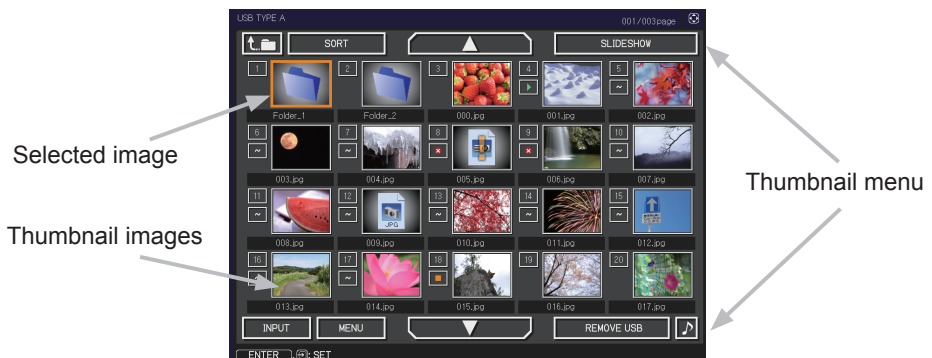 USB TYPE A 001/003page
SORT SLIDESHOW
1 2 3 4 5
Folder_1 Folder_2 000.jpg 001.jpg 002.jpg
Selected image
6 7 8 9 10
003.jpg 004.jpg 005.jpg 006.jpg 007.jpg
Thumbnail menu
11 12 13 14 15
JPG
008.jpg 009.jpg 010.jpg 011.jpg 012.jpg
Thumbnail images
16 17 18 19 20
013.jpg 014.jpg 015.jpg 016.jpg 017.jpg
INPUT MENU REMOVE USB
ENTER , : SET